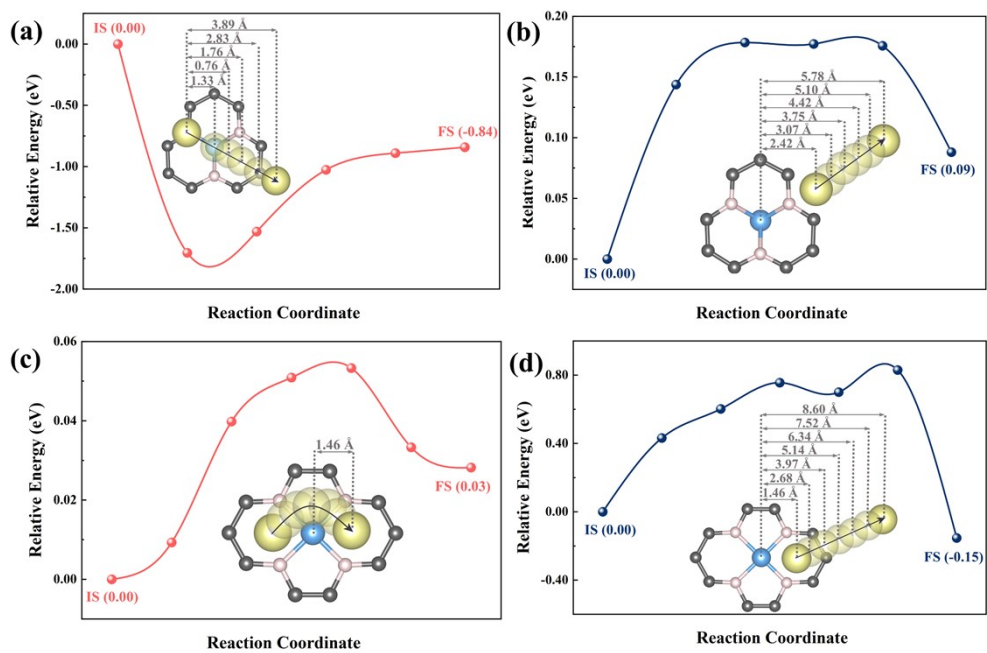 (a)
IS (0.00)
3.89 Å
2.83 Å
1.76 Å
0.76 Å
1.33 Å
FS (-0.84)
0.00
-0.50
-1.00
-1.50
-2.00
Relative Energy (eV)
Reaction Coordinate
(b)
0.20
0.15
0.10
0.05
0.00
Relative Energy (eV)
5.78 Å
5.10 Å
4.42 Å
3.75 Å
3.07 Å
2.42 Å
FS (0.09)
IS (0.00)
Reaction Coordinate
(c)
0.06
0.04
0.02
0.00
Relative Energy (eV)
1.46 Å
FS (0.03)
IS (0.00)
Reaction Coordinate
(d)
0.80
0.40
0.00
-0.40
Relative Energy (eV)
8.60 Å
7.52 Å
6.34 Å
5.14 Å
3.97 Å
2.68 Å
1.46 Å
IS (0.00)
FS (-0.15)
Reaction Coordinate